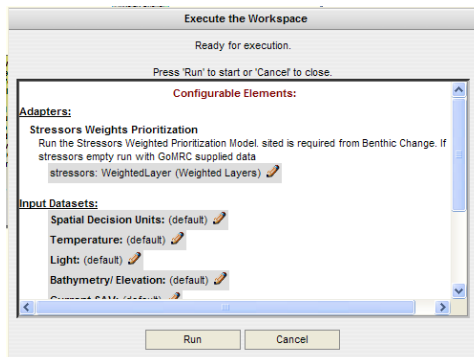 Execute the Workspace
Ready for execution.
Press 'Run' to start or 'Cancel' to close.
Configurable Elements:
Adapters:
Stressors Weights Prioritization
Run the Stressors Weighted Prioritization Model. sited is required from Benthic Change. If
stressors empty run with GoMRC supplied data
stressors: WeightedLayer (Weighted Layers)
Input Datasets:
Spatial Decision Units: (default)
Temperature: (default)
Light: (default)
Bathymetry/ Elevation: (default)
Current SAV: (default)
Run Cancel